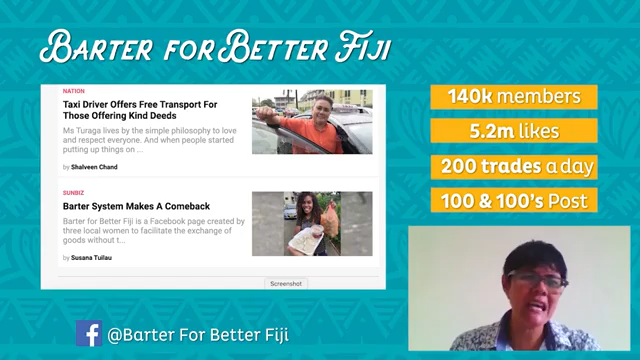 BARTER FOR BETTER FIJI
NATION
Taxi Driver Offers Free Transport For
Those Offering Kind Deeds
Ms Turaga lives by the simple philosophy to love
and respect everyone. And when people started
putting up things on ...
by Shalveen Chand
SUNBIZ
Barter System Makes A Comeback
Barter for Better Fiji is a Facebook page created by
three local women to facilitate the exchange of
goods without t...
by Susana Tuilau
Screenshot
140k members
5.2m likes
200 trades a day
100 & 100's Post
f @Barter For Better Fiji